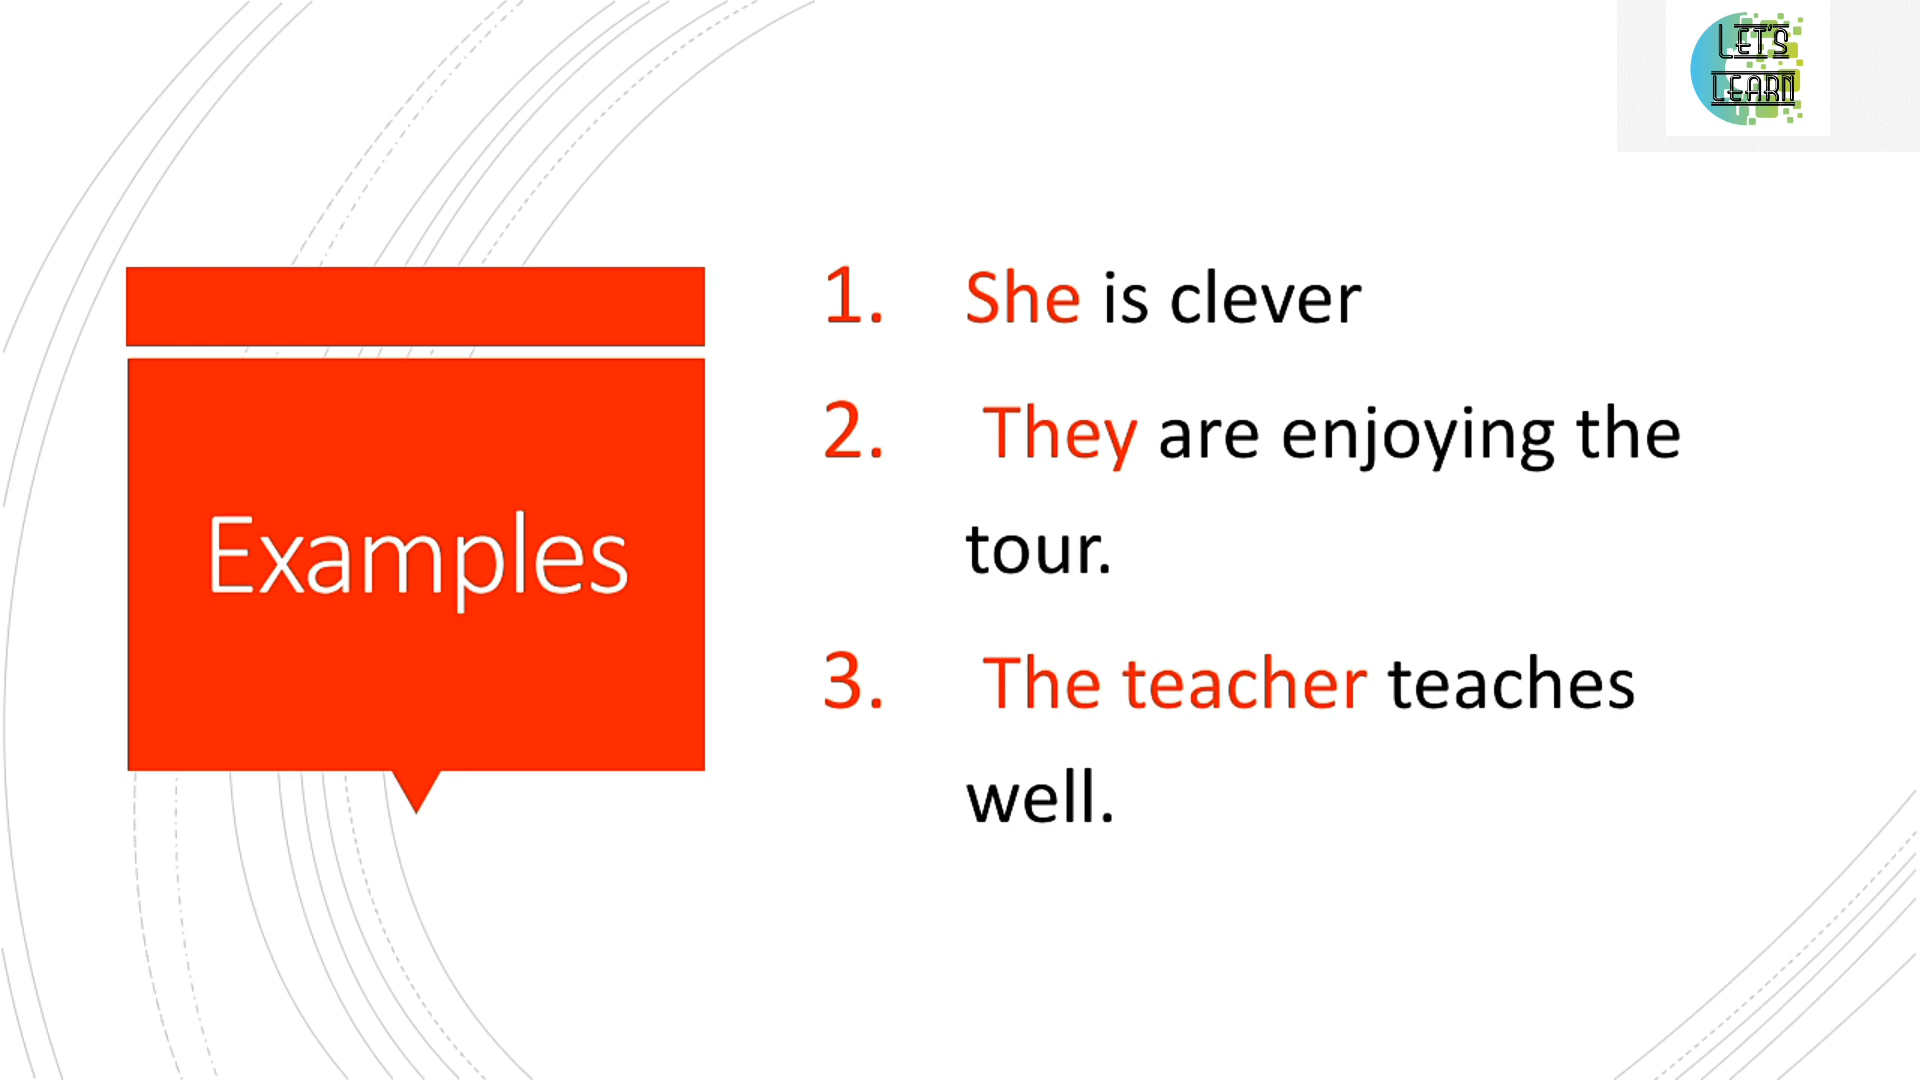 LET'S
LEARN
Examples
1. She is clever
2. They are enjoying the
tour.
3. The teacher teaches
well.